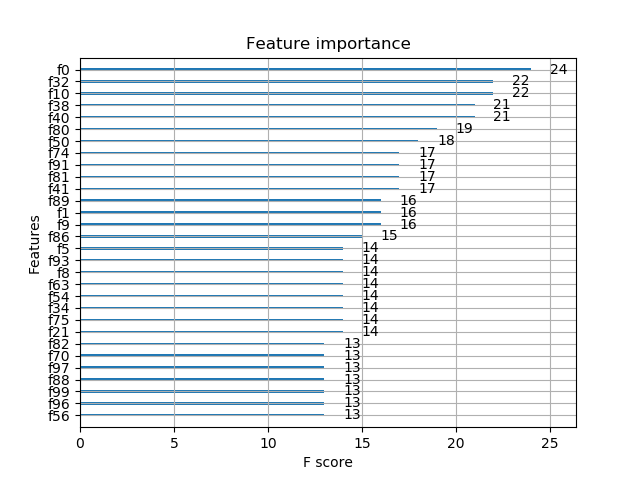 Feature importance
f0 24
f32 22
f10 22
f38 21
f40 21
f80 19
f50 18
f74 17
f91 17
f81 17
f41 17
f89 16
f1 16
f9 16
f86 15
f5 14
f93 14
f8 14
f63 14
f54 14
f34 14
f75 14
f21 14
f82 13
f70 13
f97 13
f88 13
f99 13
f96 13
f56 13
Features
0 5 10 15 20 25
F score